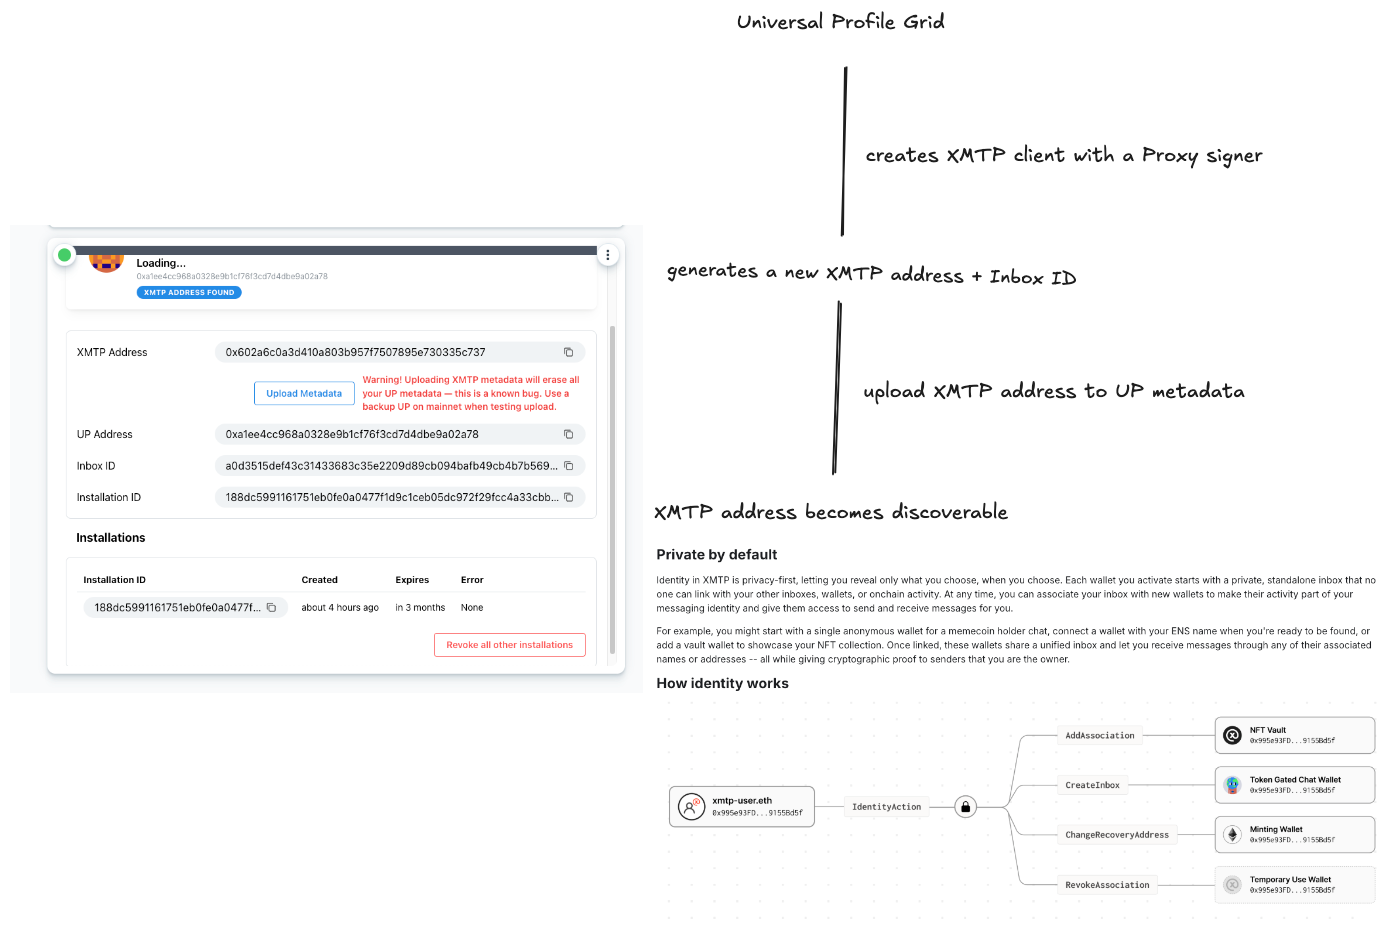 Universal Profile Grid
creates XMTP client with a Proxy signer
generates a new XMTP address + Inbox ID
upload XMTP address to UP metadata
XMTP address becomes discoverable
Loading...
0xa1ee4cc968a0328e9b1cf76f3cd7d4dbe9a02a78
XMTP ADDRESS FOUND
XMTP Address
0x602a6c0a3d410a803b957f7507895e730335c737
Upload Metadata
Warning! Uploading XMTP metadata will erase all
your UP metadata — this is a known bug. Use a
backup UP on mainnet when testing upload.
UP Address
0xa1ee4cc968a0328e9b1cf76f3cd7d4dbe9a02a78
Inbox ID
a0d3515def43c31433683c35e2209d89cb094bafb49cb4b7b569...
Installation ID
188dc5991161751eb0fe0a0477f1d9c1ceb05dc972f29fcc4a33cbb...
Installations
Installation ID Created Expires Error
188dc5991161751eb0fe0a0477f... about 4 hours ago in 3 months None
Revoke all other installations
Private by default
Identity in XMTP is privacy-first, letting you reveal only what you choose, when you choose. Each wallet you activate starts with a private, standalone inbox that no
one can link with your other inboxes, wallets, or onchain activity. At any time, you can associate your inbox with new wallets to make their activity part of your
messaging identity and give them access to send and receive messages for you.
For example, you might start with a single anonymous wallet for a memecoin holder chat, connect a wallet with your ENS name when you're ready to be found, or
add a vault wallet to showcase your NFT collection. Once linked, these wallets share a unified inbox and let you receive messages through any of their associated
names or addresses -- all while giving cryptographic proof to senders that you are the owner.
How identity works
xmtp-user.eth
0x995e93FD...9155Bd5f
IdentityAction
AddAssociation
NFT Vault
0x995e93FD...9155Bd5f
CreateInbox
Token Gated Chat Wallet
0x995e93FD...9155Bd5f
ChangeRecoveryAddress
Minting Wallet
0x995e93FD...9155Bd5f
RevokeAssociation
Temporary Use Wallet
0x995e93FD...9155Bd5f